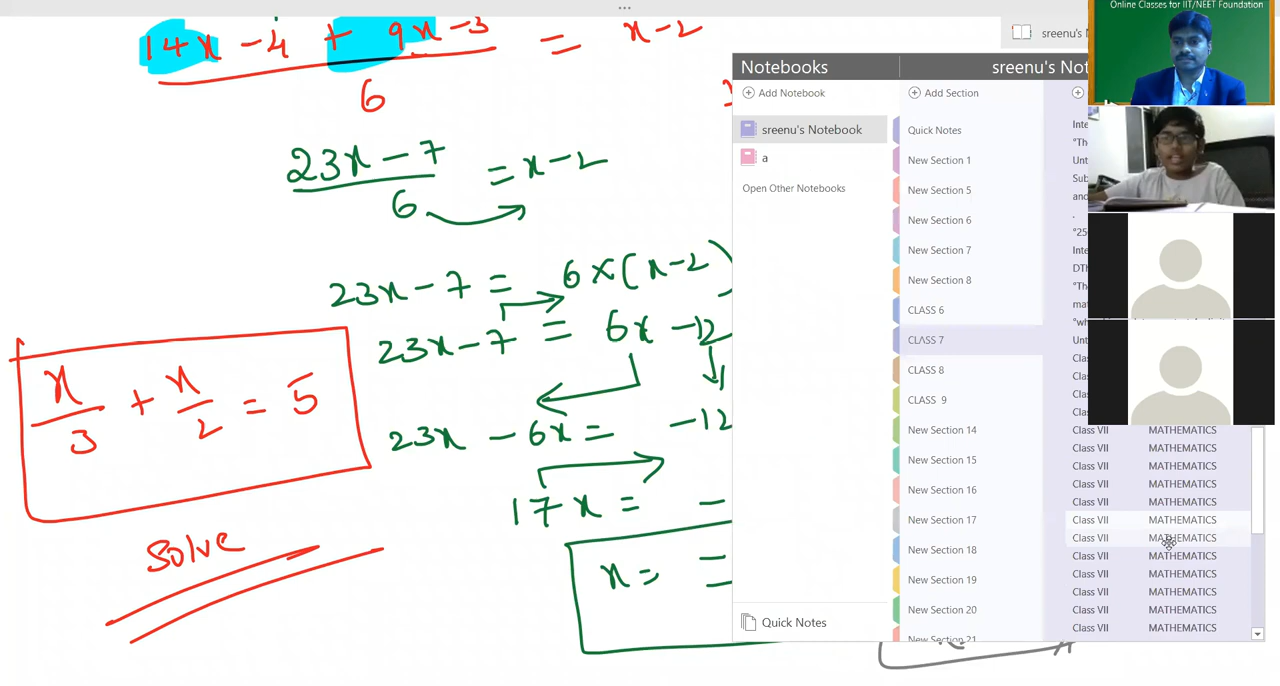 Online Classes for IIT/NEET Foundation
14x - 4 + 9x - 3 = x - 2
6
23x - 7 = x - 2
6
23x - 7 = 6 × (x - 2)
23x - 7 = 6x - 12
23x - 6x = -12
17x = -
x =
x/3 + x/2 = 5
Solve
sreenu's N
Notebooks
sreenu's Not
Add Notebook
Add Section
sreenu's Notebook
a
Open Other Notebooks
Quick Notes
New Section 1
New Section 5
New Section 6
New Section 7
New Section 8
CLASS 6
CLASS 7
CLASS 8
CLASS 9
New Section 14
New Section 15
New Section 16
New Section 17
New Section 18
New Section 19
New Section 20
New Section 21
Quick Notes
Class VII MATHEMATICS
Class VII MATHEMATICS
Class VII MATHEMATICS
Class VII MATHEMATICS
Class VII MATHEMATICS
Class VII MATHEMATICS
Class VII MATHEMATICS
Class VII MATHEMATICS
Class VII MATHEMATICS
Class VII MATHEMATICS
Class VII MATHEMATICS
Class VII MATHEMATICS